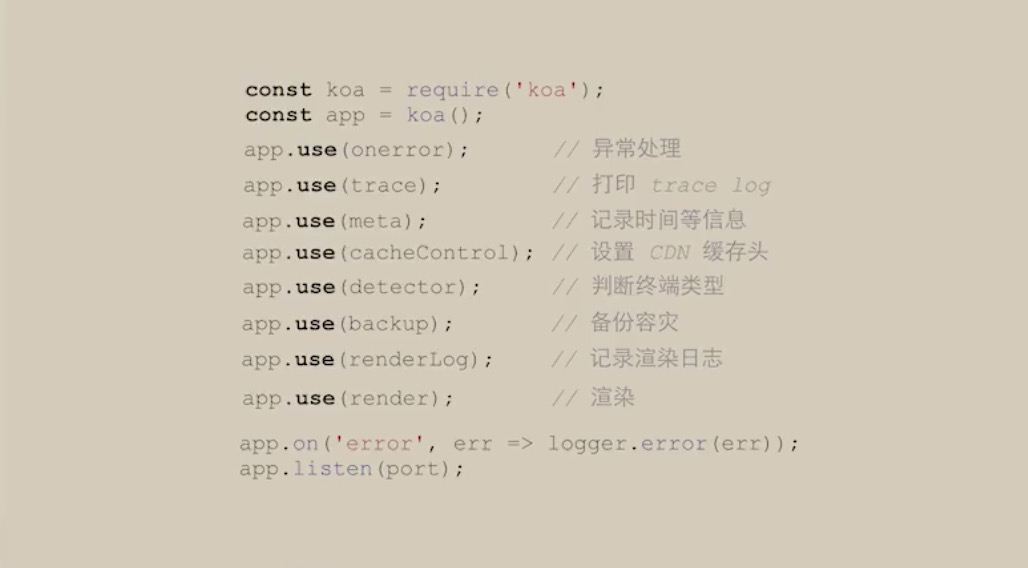 const koa = require('koa');
const app = koa();
app.use(onerror); // 异常处理
app.use(trace); // 打印 trace log
app.use(meta); // 记录时间等信息
app.use(cacheControl); // 设置 CDN 缓存头
app.use(detector); // 判断终端类型
app.use(backup); // 备份容灾
app.use(renderLog); // 记录渲染日志
app.use(render); // 渲染
app.on('error', err => logger.error(err));
app.listen(port);